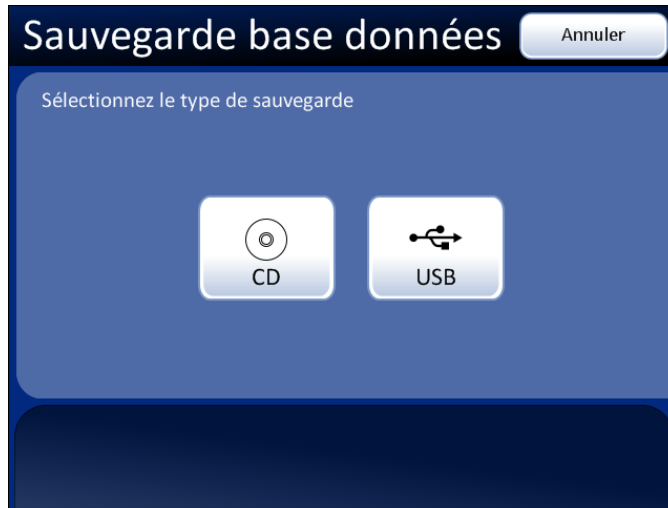 Sauvegarde base données
Annuler
Sélectionnez le type de sauvegarde
CD
USB